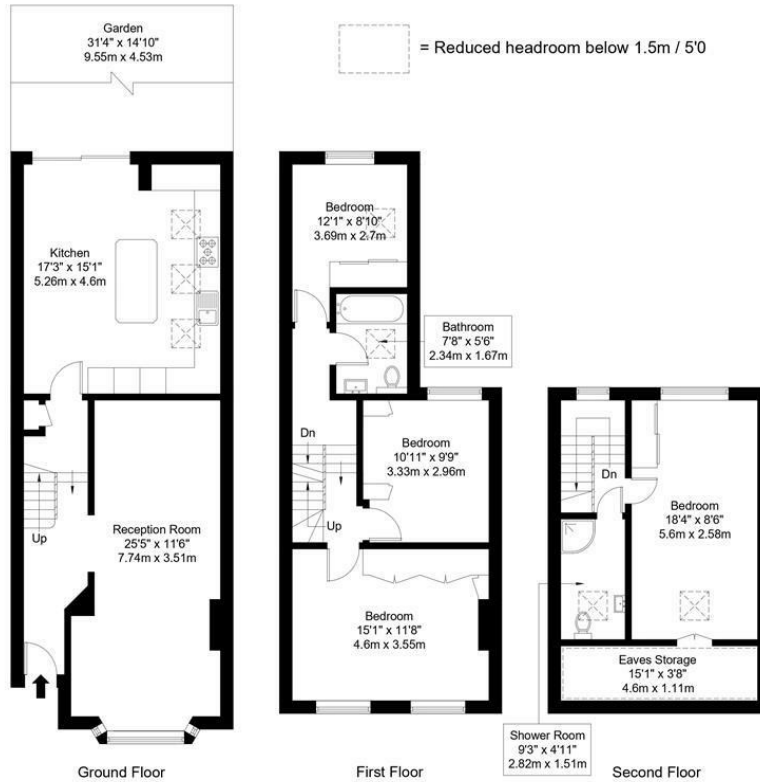 Garden
31'4" x 14'10"
9.55m x 4.53m
= Reduced headroom below 1.5m / 5'0
Kitchen
17'3" x 15'1"
5.26m x 4.6m
Up
Reception Room
25'5" x 11'6"
7.74m x 3.51m
Ground Floor
Bedroom
12'1" x 8'10"
3.69m x 2.7m
Bathroom
7'8" x 5'6"
2.34m x 1.67m
Dn
Up
Bedroom
10'11" x 9'9"
3.33m x 2.96m
Bedroom
15'1" x 11'8"
4.6m x 3.55m
First Floor
Dn
Bedroom
18'4" x 8'6"
5.6m x 2.58m
Eaves Storage
15'1" x 3'8"
4.6m x 1.11m
Shower Room
9'3" x 4'11"
2.82m x 1.51m
Second Floor